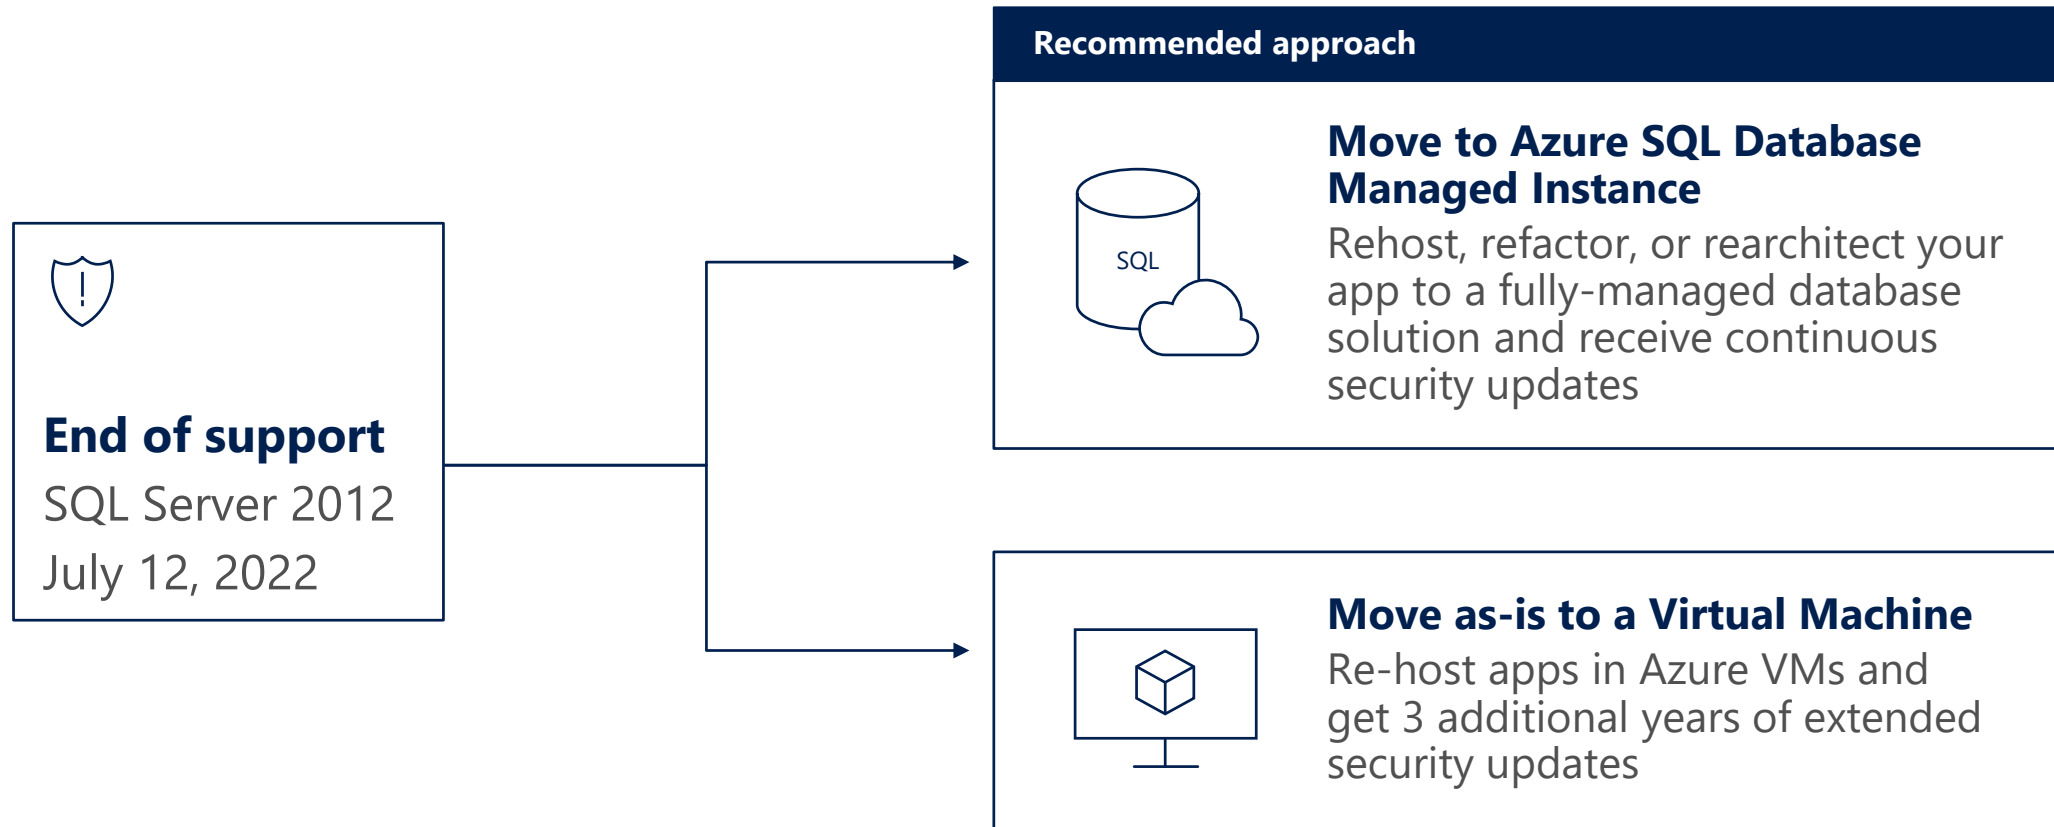 End of support
SQL Server 2012
July 12, 2022
Recommended approach
SQL
Move to Azure SQL Database
Managed Instance
Rehost, refactor, or rearchitect your
app to a fully-managed database
solution and receive continuous
security updates
Move as-is to a Virtual Machine
Re-host apps in Azure VMs and
get 3 additional years of extended
security updates